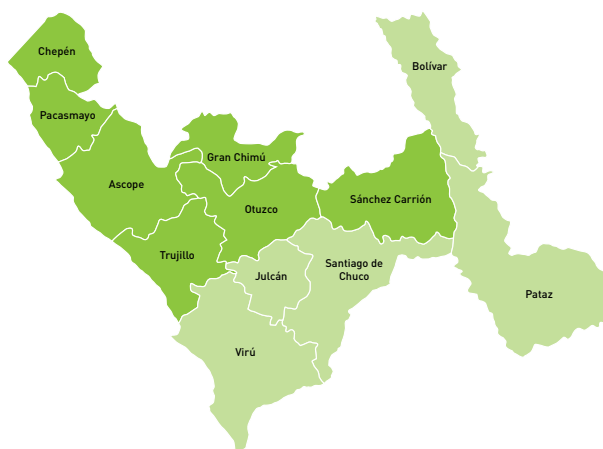 Chepén
Bolívar
Pacasmayo
Gran Chimú
Ascope
Sánchez Carrión
Otuzco
Trujillo
Santiago de
Chuco
Julcán
Pataz
Virú